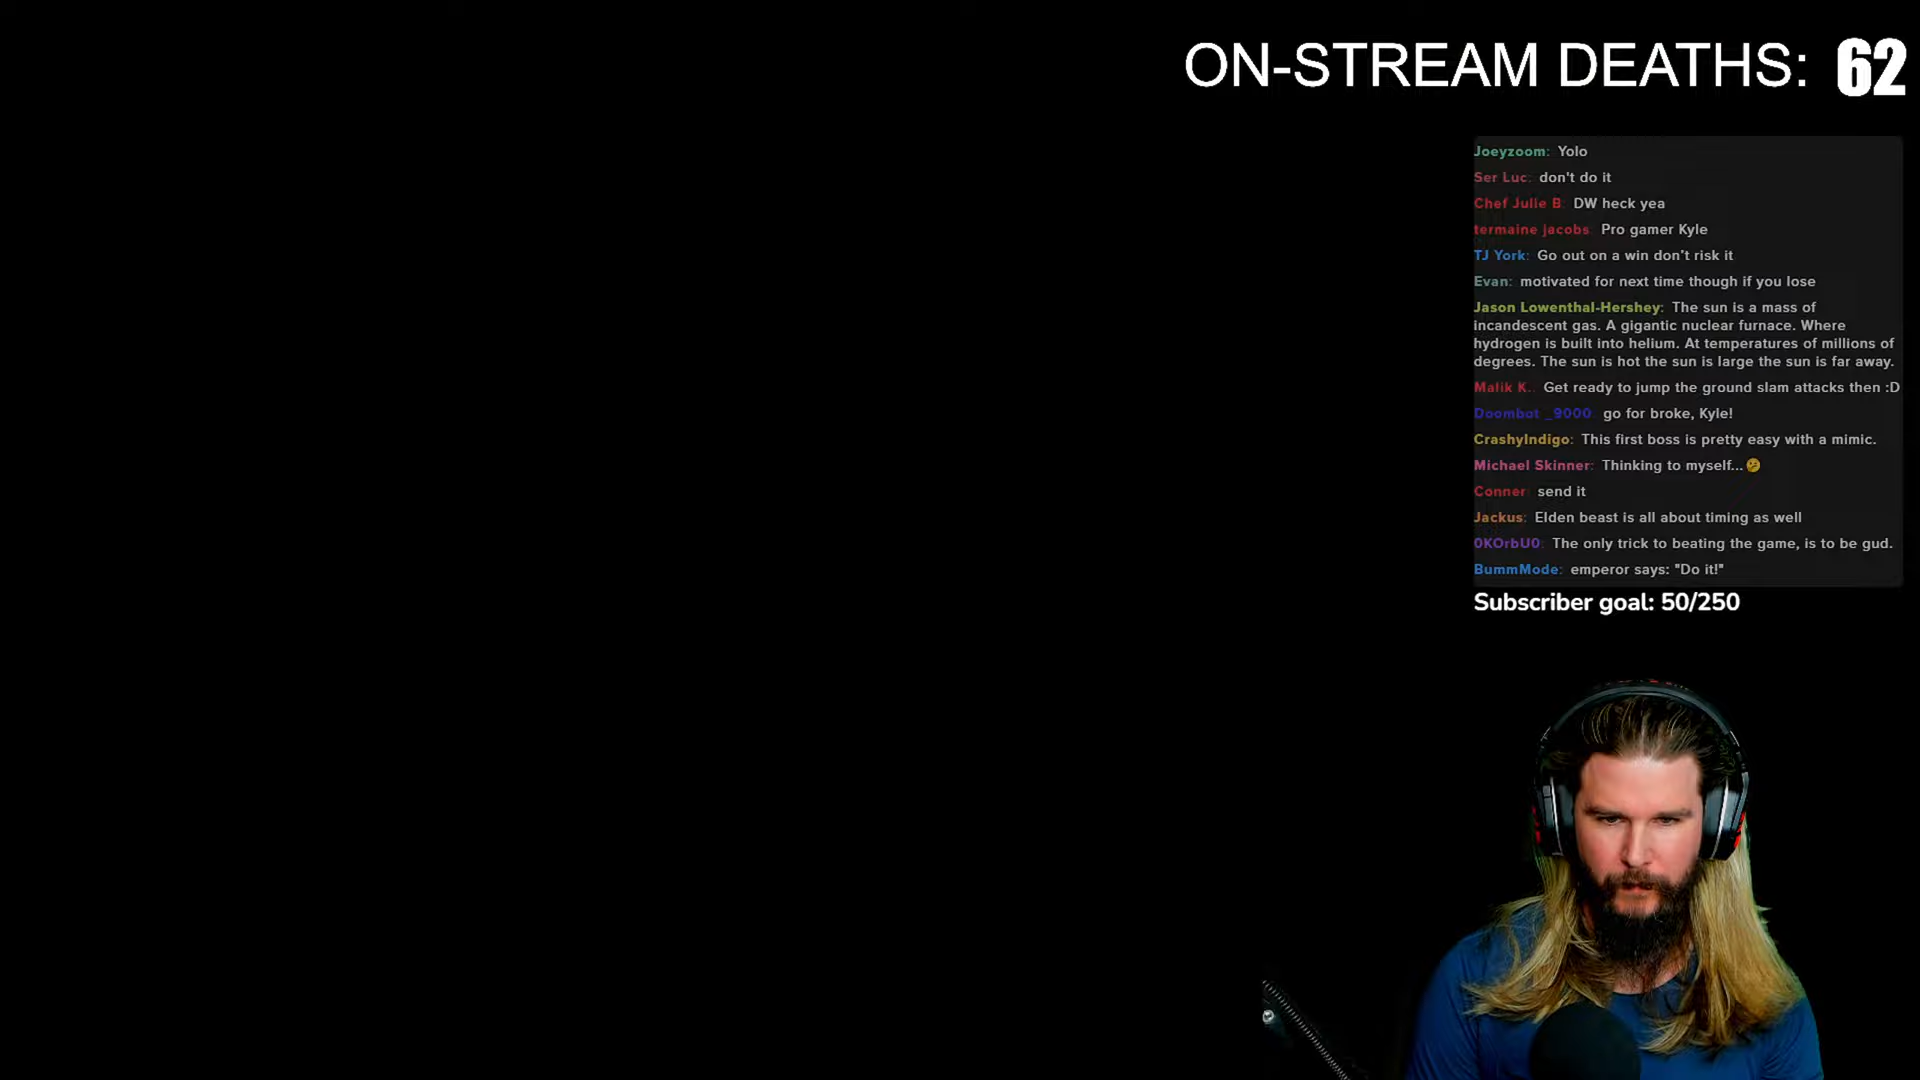 ON-STREAM DEATHS: 62
Joeyzoom: Yolo
Ser Luc: don't do it
Chef Julie B: DW heck yea
termaine jacobs: Pro gamer Kyle
TJ York: Go out on a win don't risk it
Evan: motivated for next time though if you lose
Jason Lowenthal-Hershey: The sun is a mass of
incandescent gas. A gigantic nuclear furnace. Where
hydrogen is built into helium. At temperatures of millions of
degrees. The sun is hot the sun is large the sun is far away.
Malik K.: Get ready to jump the ground slam attacks then :D
Doombot _9000: go for broke, Kyle!
CrashyIndigo: This first boss is pretty easy with a mimic.
Michael Skinner: Thinking to myself...🤔
Conner: send it
Jackus: Elden beast is all about timing as well
0KOrbU0: The only trick to beating the game, is to be gud.
BummMode: emperor says: "Do it!"
Subscriber goal: 50/250